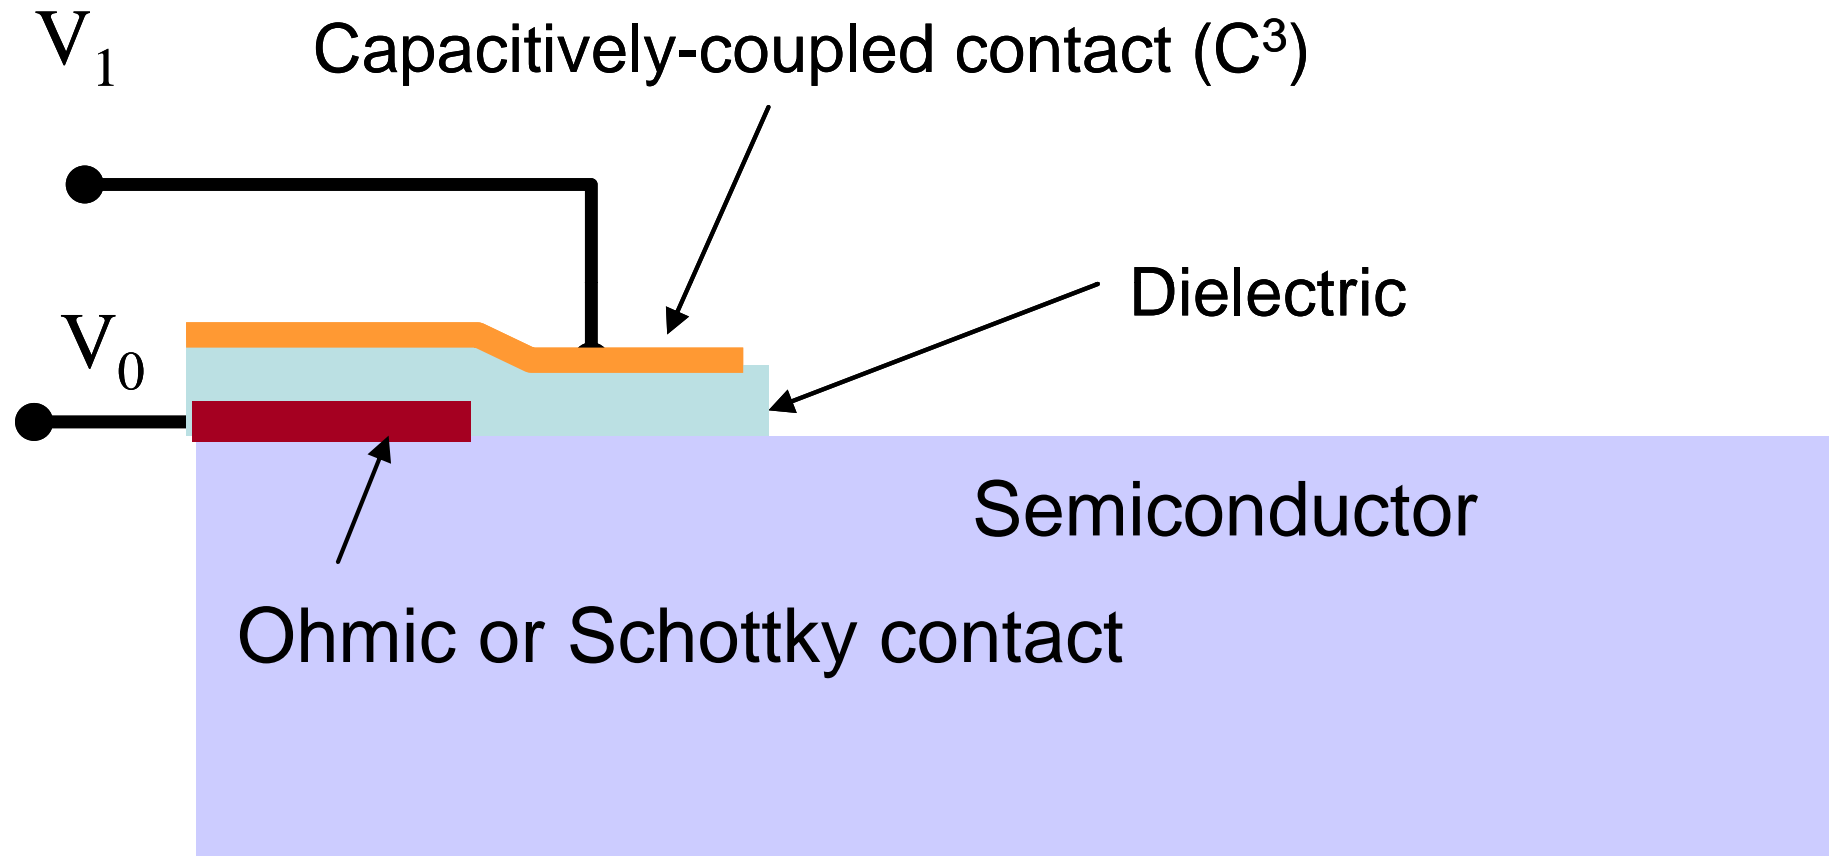 V₁
Capacitively-coupled contact (C³)
Dielectric
V₀
Semiconductor
Ohmic or Schottky contact